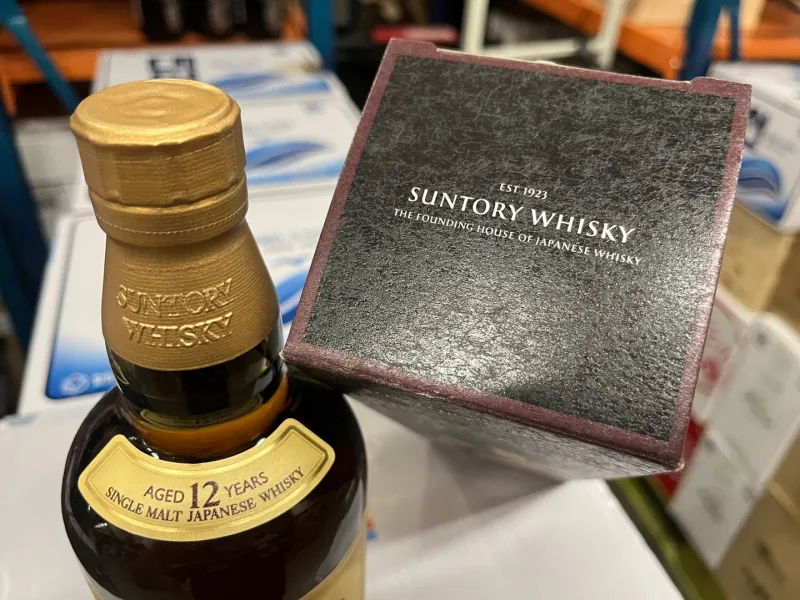 EST 1923
SUNTORY WHISKY
THE FOUNDING HOUSE OF JAPANESE WHISKY
SUNTORY
WHISKY
AGED 12 YEARS
SINGLE MALT JAPANESE WHISKY